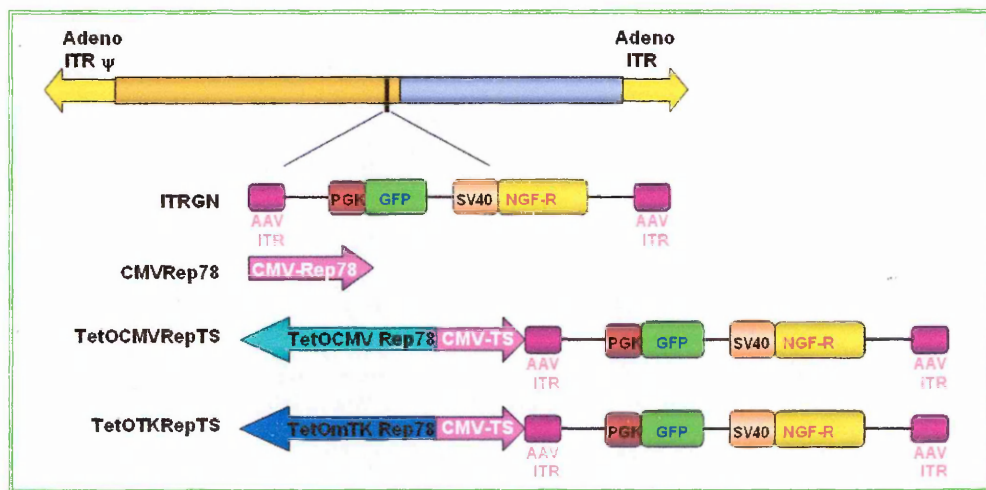 Adeno
ITR ψ
Adeno
ITR
ITRGN
PGK GFP SV40 NGF-R
AAV
ITR
AAV
ITR
CMVRep78
CMV-Rep78
TetOCMVRepTS
TetOCMV Rep78 CMV-TS PGK GFP SV40 NGF-R
AAV
ITR
AAV
ITR
TetOTKRepTS
TetOmTK Rep78 CMV-TS PGK GFP SV40 NGF-R
AAV
ITR
AAV
ITR